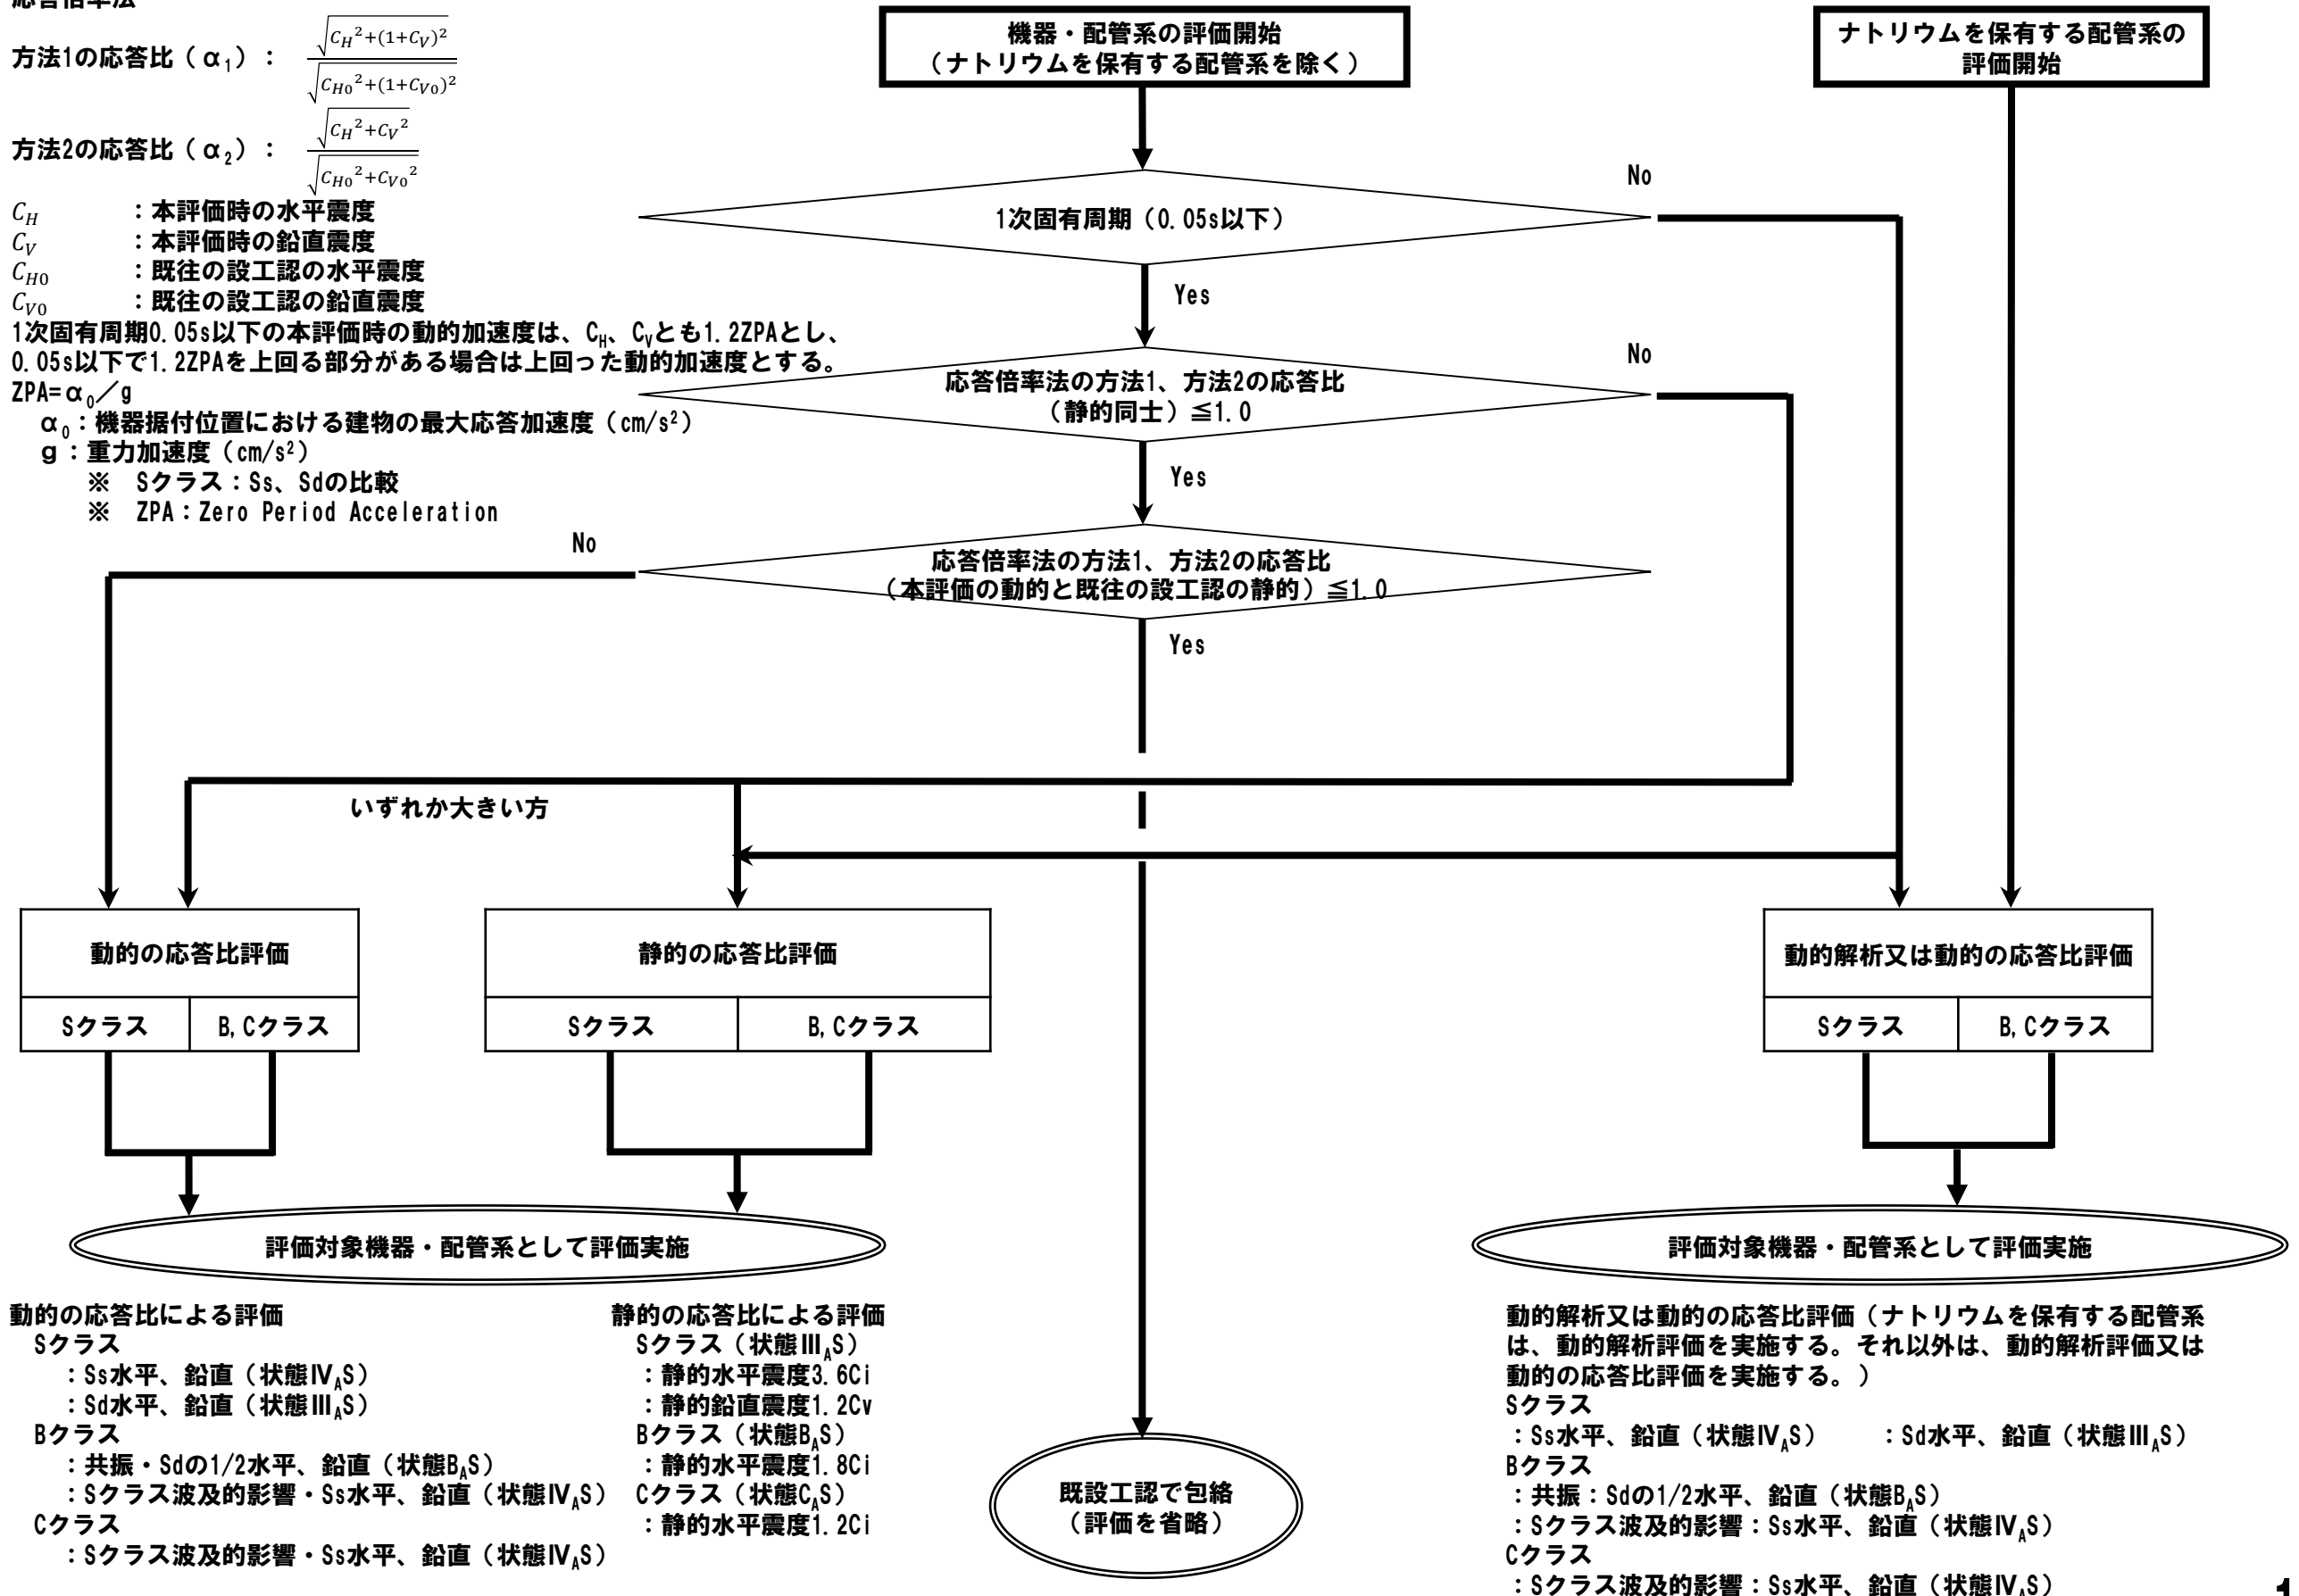 応答倍率法
方法1の応答比（α₁）： √(C_H²+(1+C_V)²) / √(C_H0²+(1+C_V0)²)
方法2の応答比（α₂）： √(C_H²+C_V²) / √(C_H0²+C_V0²)
C_H ：本評価時の水平震度
C_V ：本評価時の鉛直震度
C_H0 ：既往の設工認の水平震度
C_V0 ：既往の設工認の鉛直震度
1次固有周期0.05s以下の本評価時の動的加速度は、C_H、C_Vとも1.2ZPAとし、
0.05s以下で1.2ZPAを上回る部分がある場合は上回った動的加速度とする。
ZPA=α₀／g
α₀：機器据付位置における建物の最大応答加速度（cm/s²）
g：重力加速度（cm/s²）
※ Sクラス：Ss、Sdの比較
※ ZPA：Zero Period Acceleration
機器・配管系の評価開始
（ナトリウムを保有する配管系を除く）
ナトリウムを保有する配管系の
評価開始
No
1次固有周期（0.05s以下）
Yes
No
応答倍率法の方法1、方法2の応答比
（静的同士）≦1.0
Yes
No
応答倍率法の方法1、方法2の応答比
（本評価の動的と既往の設工認の静的）≦1.0
Yes
いずれか大きい方
動的の応答比評価
Sクラス
B,Cクラス
静的の応答比評価
Sクラス
B,Cクラス
動的解析又は動的の応答比評価
Sクラス
B,Cクラス
評価対象機器・配管系として評価実施
評価対象機器・配管系として評価実施
動的の応答比による評価
Sクラス
：Ss水平、鉛直（状態Ⅳ_AS）
：Sd水平、鉛直（状態Ⅲ_AS）
Bクラス
：共振・Sdの1/2水平、鉛直（状態B_AS）
：Sクラス波及的影響・Ss水平、鉛直（状態Ⅳ_AS）
Cクラス
：Sクラス波及的影響・Ss水平、鉛直（状態Ⅳ_AS）
静的の応答比による評価
Sクラス（状態Ⅲ_AS）
：静的水平震度3.6Ci
：静的鉛直震度1.2Cv
Bクラス（状態B_AS）
：静的水平震度1.8Ci
Cクラス（状態C_AS）
：静的水平震度1.2Ci
既設工認で包絡
（評価を省略）
動的解析又は動的の応答比評価（ナトリウムを保有する配管系
は、動的解析評価を実施する。それ以外は、動的解析評価又は
動的の応答比評価を実施する。）
Sクラス
：Ss水平、鉛直（状態Ⅳ_AS） ：Sd水平、鉛直（状態Ⅲ_AS）
Bクラス
：共振：Sdの1/2水平、鉛直（状態B_AS）
：Sクラス波及的影響：Ss水平、鉛直（状態Ⅳ_AS）
Cクラス
：Sクラス波及的影響：Ss水平、鉛直（状態Ⅳ_AS）
1